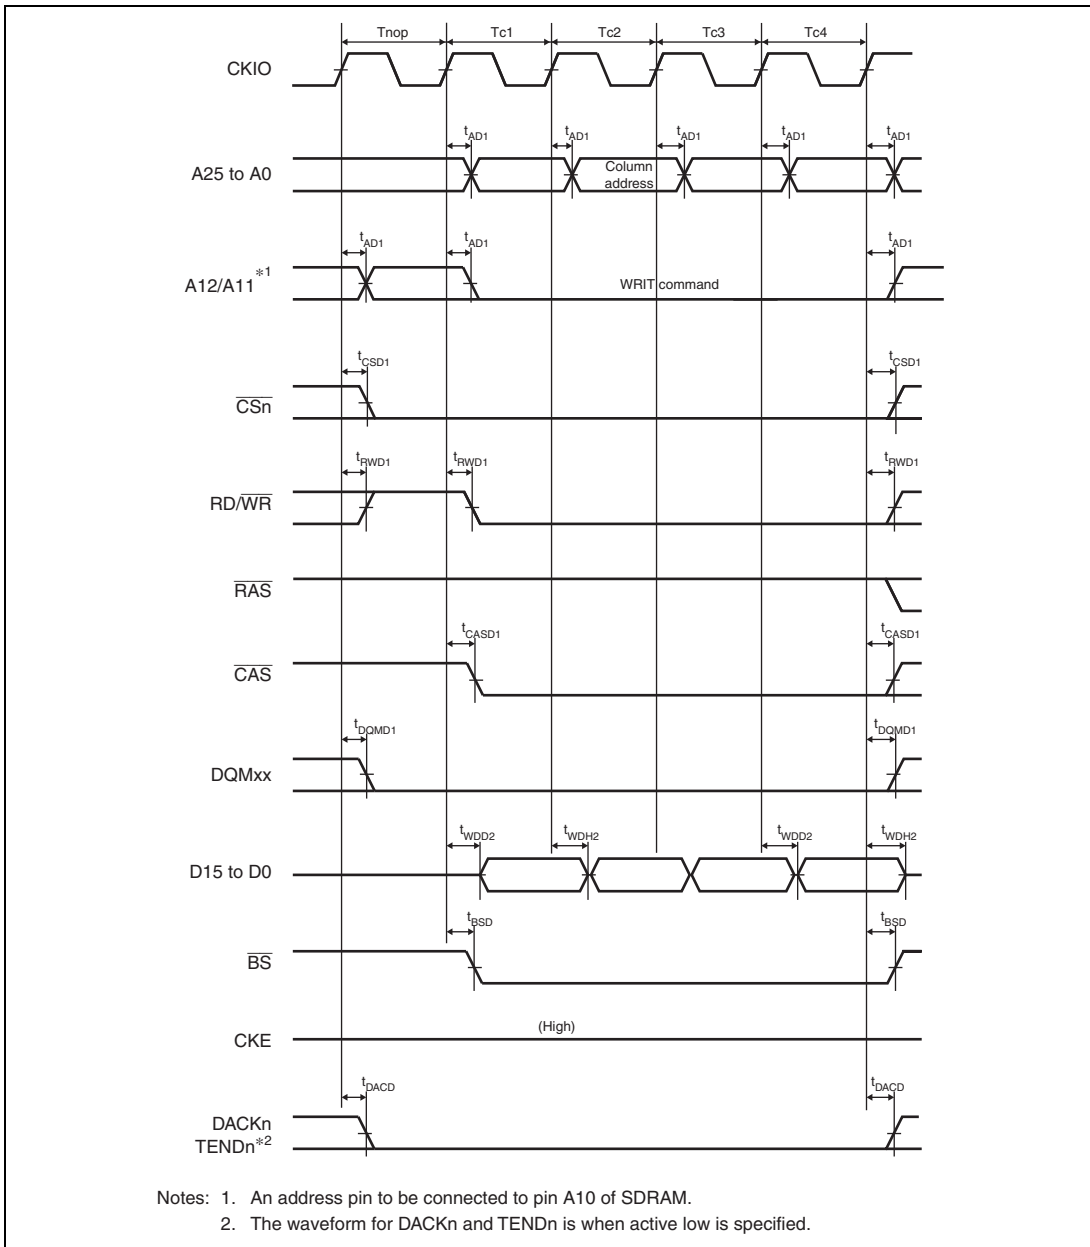 Tnop Tc1 Tc2 Tc3 Tc4
CKIO
tAD1 tAD1 tAD1 tAD1 tAD1
A25 to A0
Column
address
tAD1 tAD1 tAD1
A12/A11*1
WRIT command
tCSD1 tCSD1
CSn
tRWD1 tRWD1 tRWD1
RD/WR
RAS
tCASD1 tCASD1
CAS
tDQMD1 tDQMD1
DQMxx
tWDD2 tWDH2 tWDD2 tWDH2
D15 to D0
tBSD tBSD
BS
(High)
CKE
tDACD tDACD
DACKn
TENDn*2
Notes: 1. An address pin to be connected to pin A10 of SDRAM.
2. The waveform for DACKn and TENDn is when active low is specified.